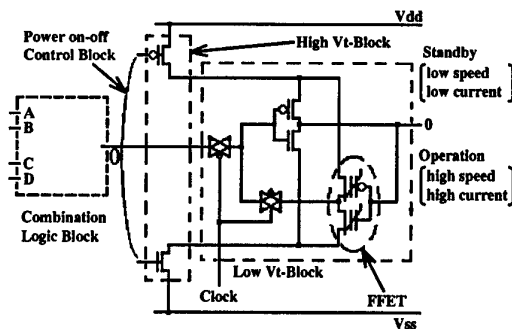 Vdd
Power on-off
Control Block
High Vt-Block
Standby
low speed
low current
A
B
C
D
0
0
Operation
high speed
high current
Combination
Logic Block
Low Vt-Block
Clock
FFET
Vss